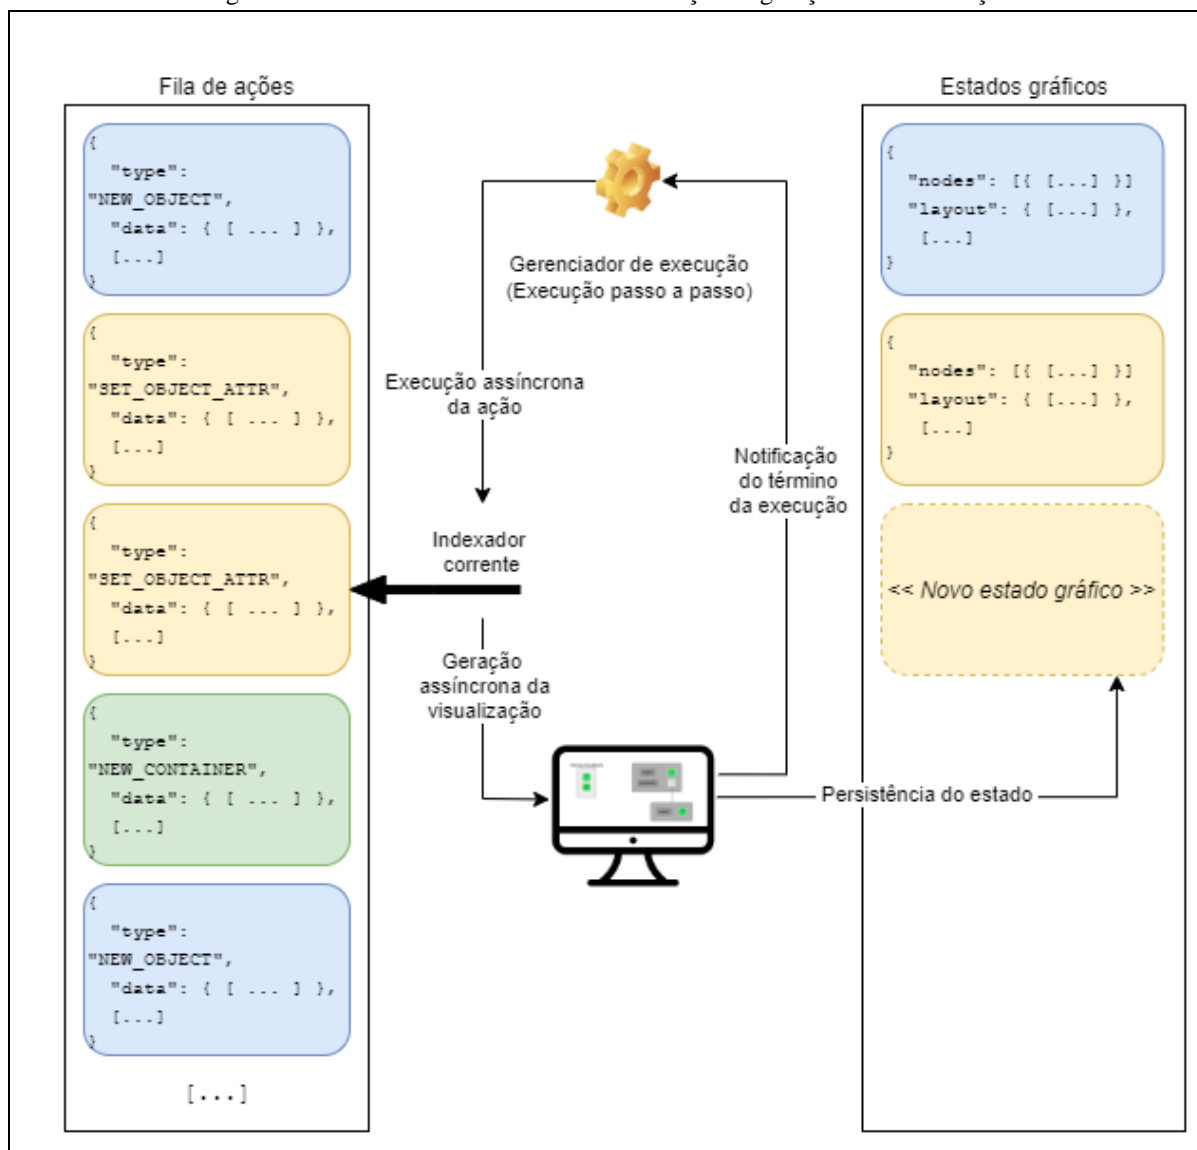 Fila de ações
{
"type":
"NEW_OBJECT",
"data": { [ ... ] },
[...]
}
{
"type":
"SET_OBJECT_ATTR",
"data": { [ ... ] },
[...]
}
{
"type":
"SET_OBJECT_ATTR",
"data": { [ ... ] },
[...]
}
{
"type":
"NEW_CONTAINER",
"data": { [ ... ] },
[...]
}
{
"type":
"NEW_OBJECT",
"data": { [ ... ] },
[...]
}
[...]
Gerenciador de execução
(Execução passo a passo)
Execução assíncrona
da ação
Indexador
corrente
Geração
assíncrona da
visualização
Notificação
do término
da execução
Persistência do estado
Estados gráficos
{
"nodes": [{ [...] }]
"layout": { [...] },
[...]
}
{
"nodes": [{ [...] }]
"layout": { [...] },
[...]
}
<< Novo estado gráfico >>